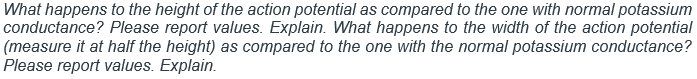 What happens to the height of the action potential as compared to the one with normal potassium
conductance? Please report values. Explain. What happens to the width of the action potential
(measure it at half the height) as compared to the one with the normal potassium conductance?
Please report values. Explain.